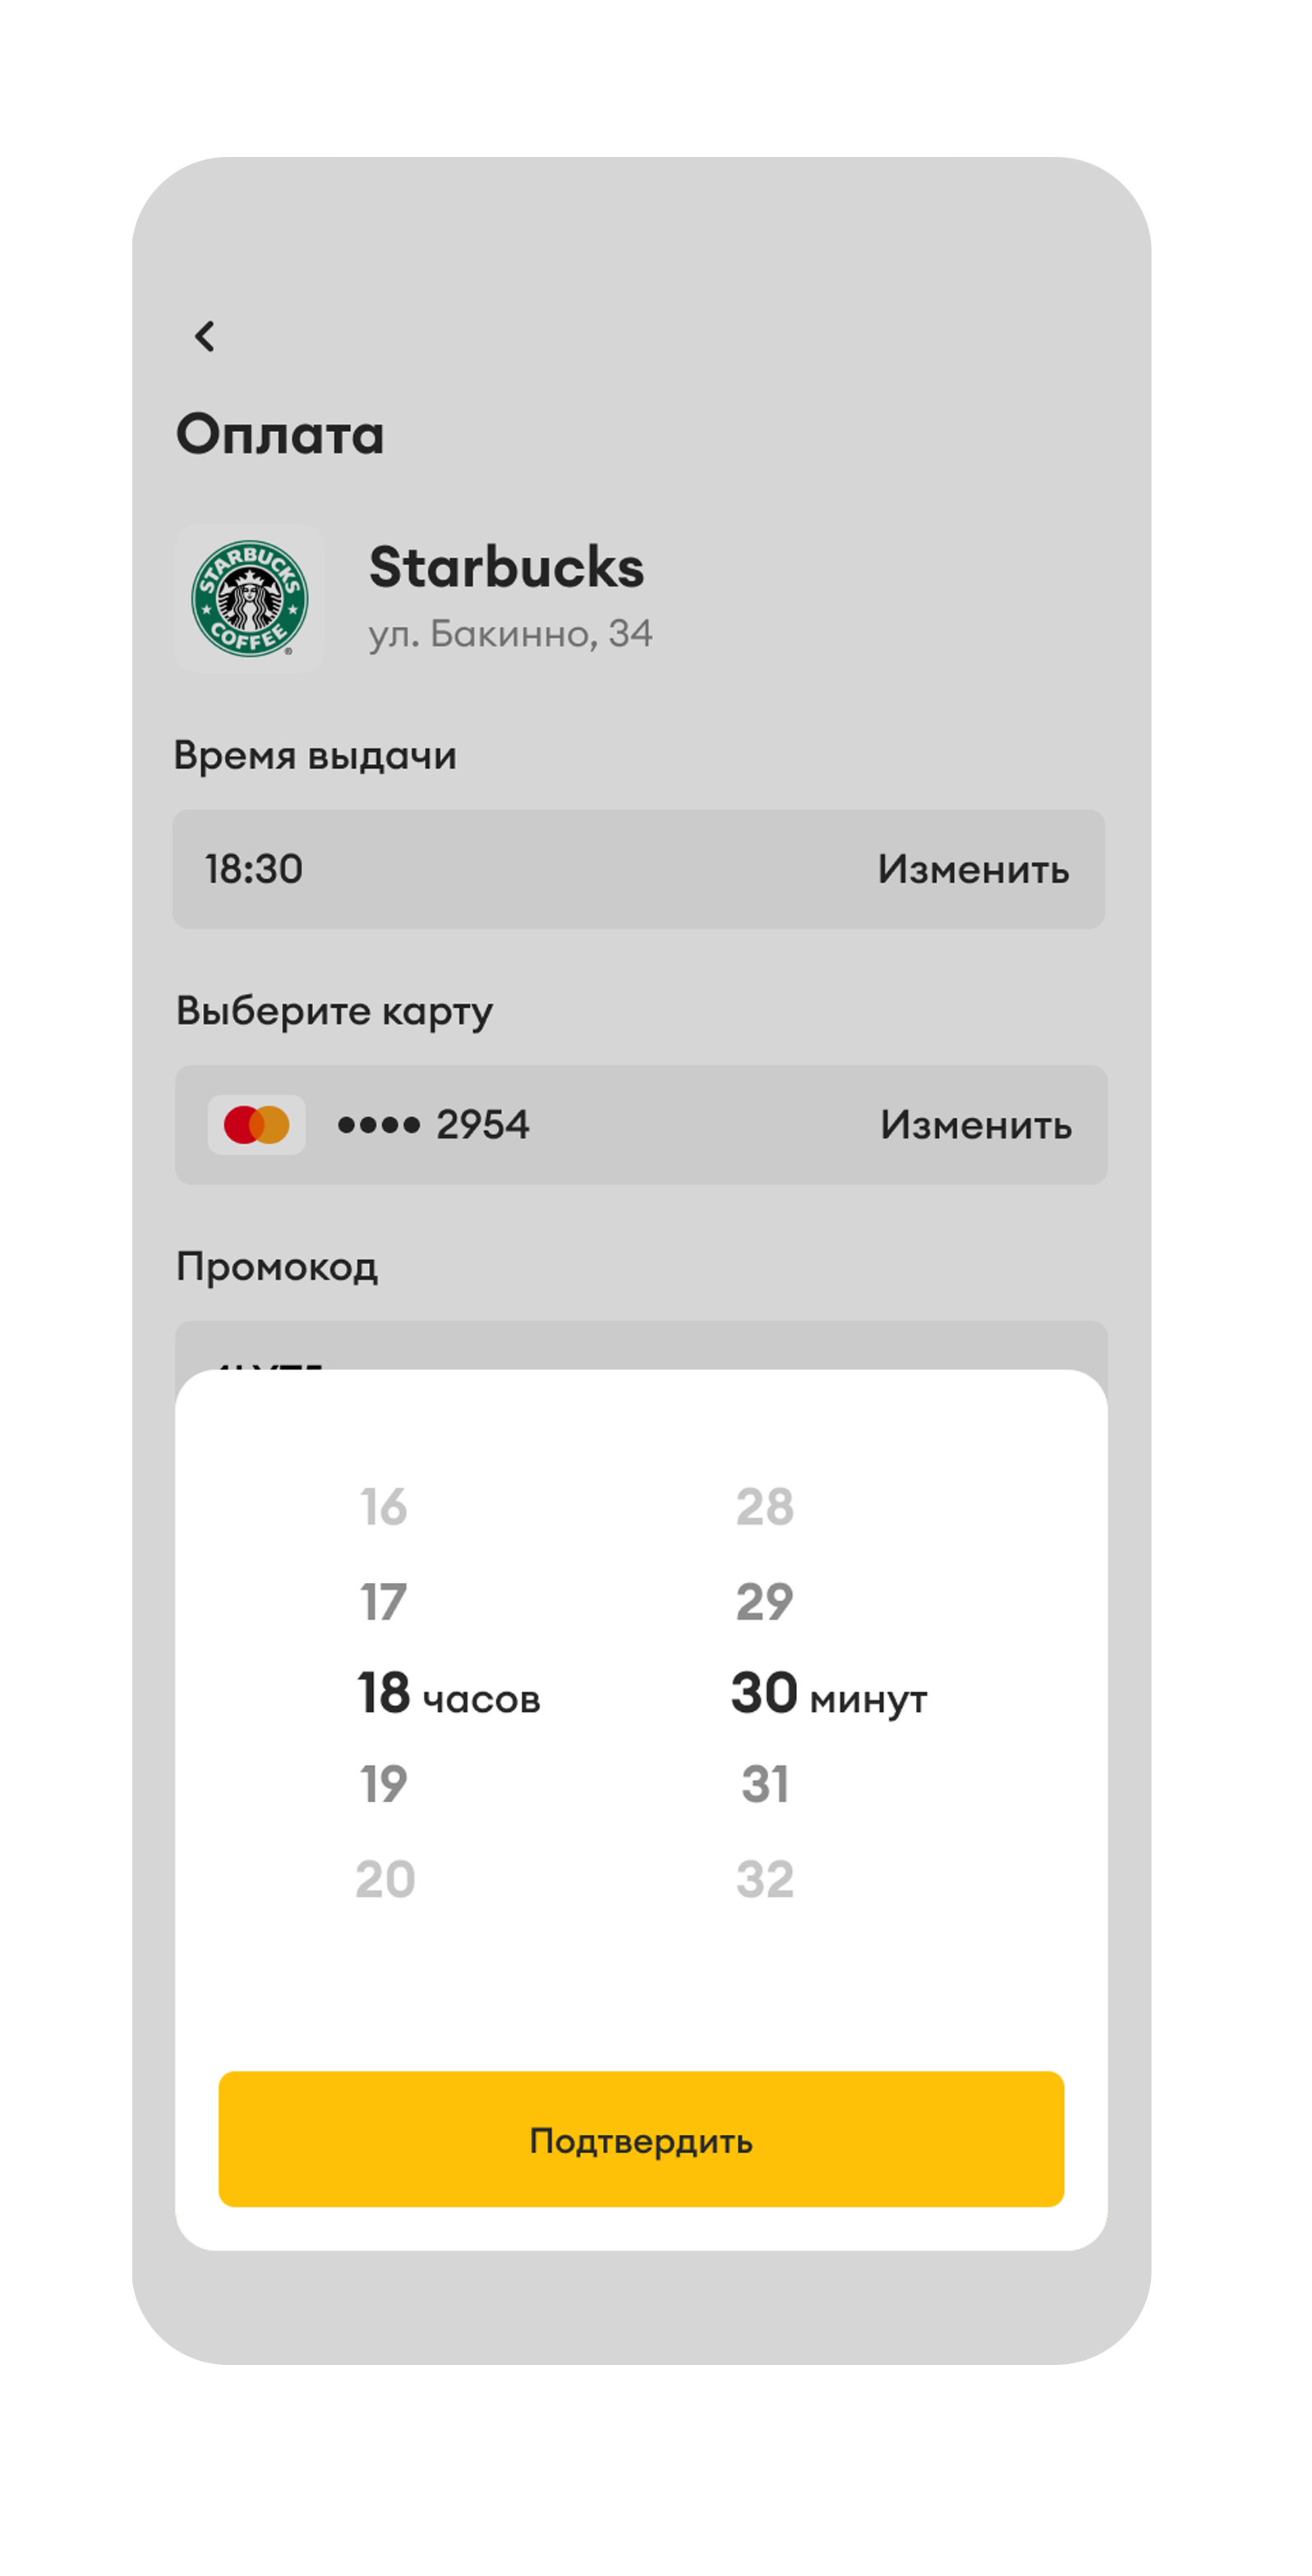 Оплата
STARBUCKS
COFFEE
®
Starbucks
ул. Бакинно, 34
Время выдачи
18:30 Изменить
Выберите карту
•••• 2954 Изменить
Промокод
16 28
17 29
18 часов 30 минут
19 31
20 32
Подтвердить